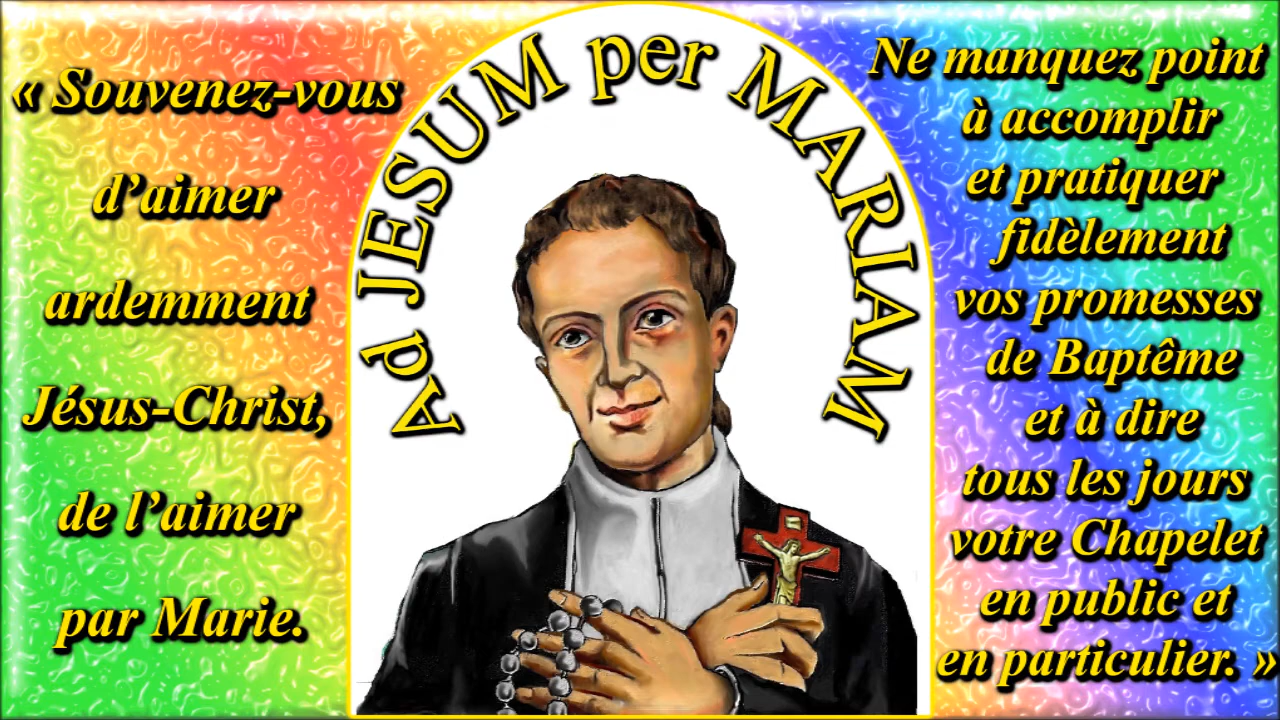 « Souvenez-vous
d’aimer
ardemment
Jésus-Christ,
de l’aimer
par Marie.
Ad JESUM per MARIAM
Ne manquez point
à accomplir
et pratiquer
fidèlement
vos promesses
de Baptême
et à dire
tous les jours
votre Chapelet
en public et
en particulier. »